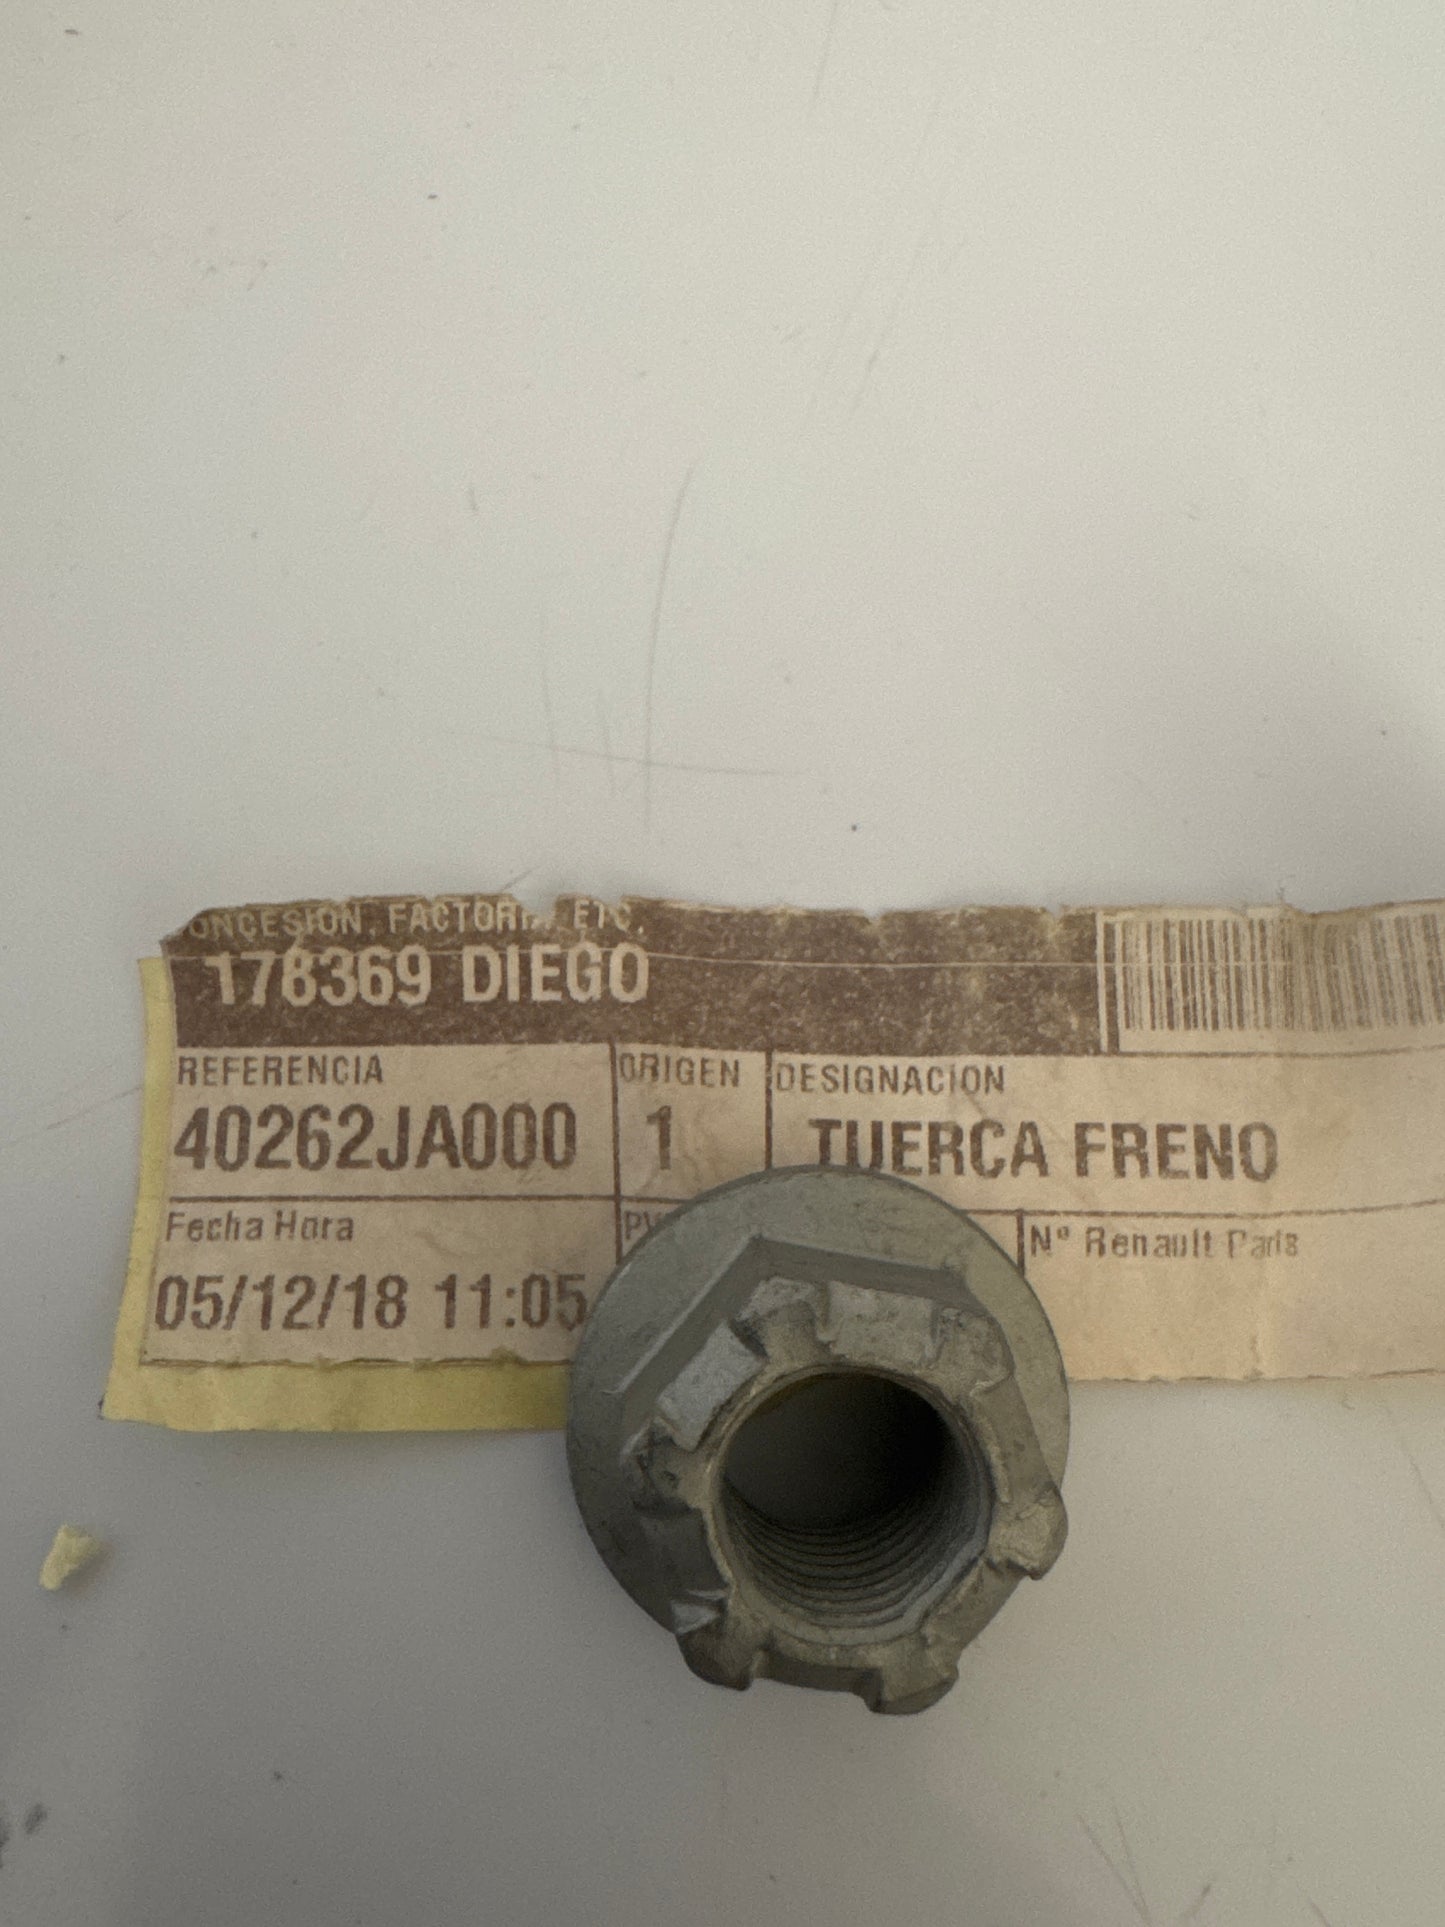 ONCESION, FACTORIA ETC.
178369 DIEGO
REFERENCIA ORIGEN DESIGNACION
40262JA000 1 TUERCA FRENO
Fecha Hora Nº Renault Parts
05/12/18 11:05